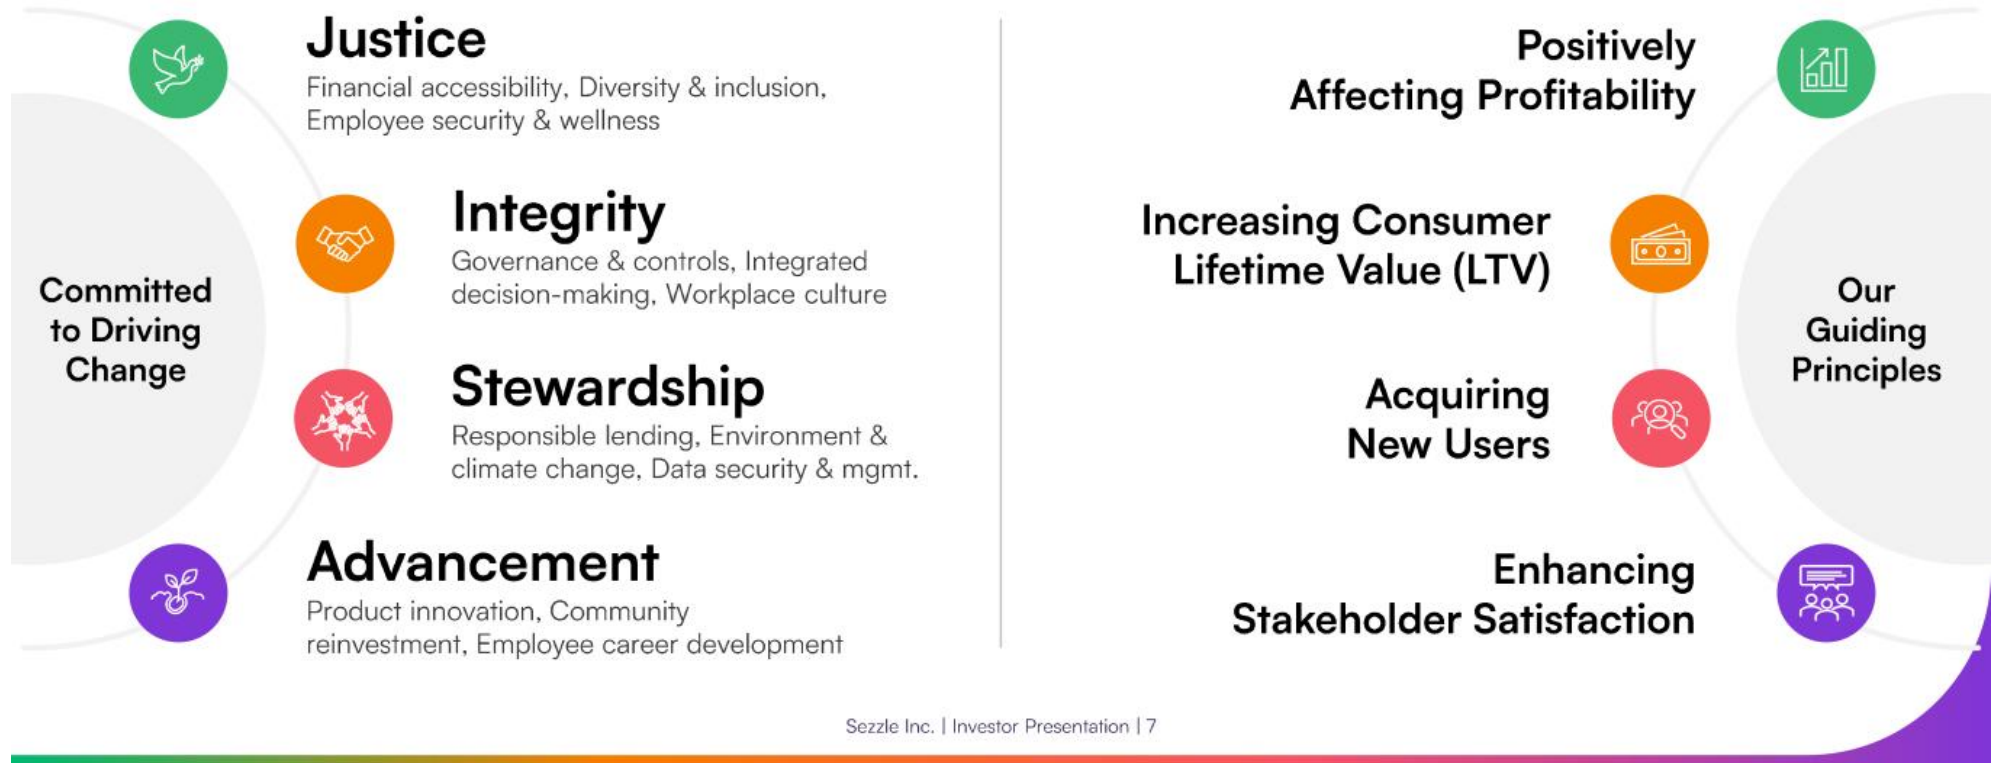 Committed
to Driving
Change
Justice
Financial accessibility, Diversity & inclusion,
Employee security & wellness
Integrity
Governance & controls, Integrated
decision-making, Workplace culture
Stewardship
Responsible lending, Environment &
climate change, Data security & mgmt.
Advancement
Product innovation, Community
reinvestment, Employee career development
Our
Guiding
Principles
Positively
Affecting Profitability
Increasing Consumer
Lifetime Value (LTV)
Acquiring
New Users
Enhancing
Stakeholder Satisfaction
Sezzle Inc. | Investor Presentation | 7